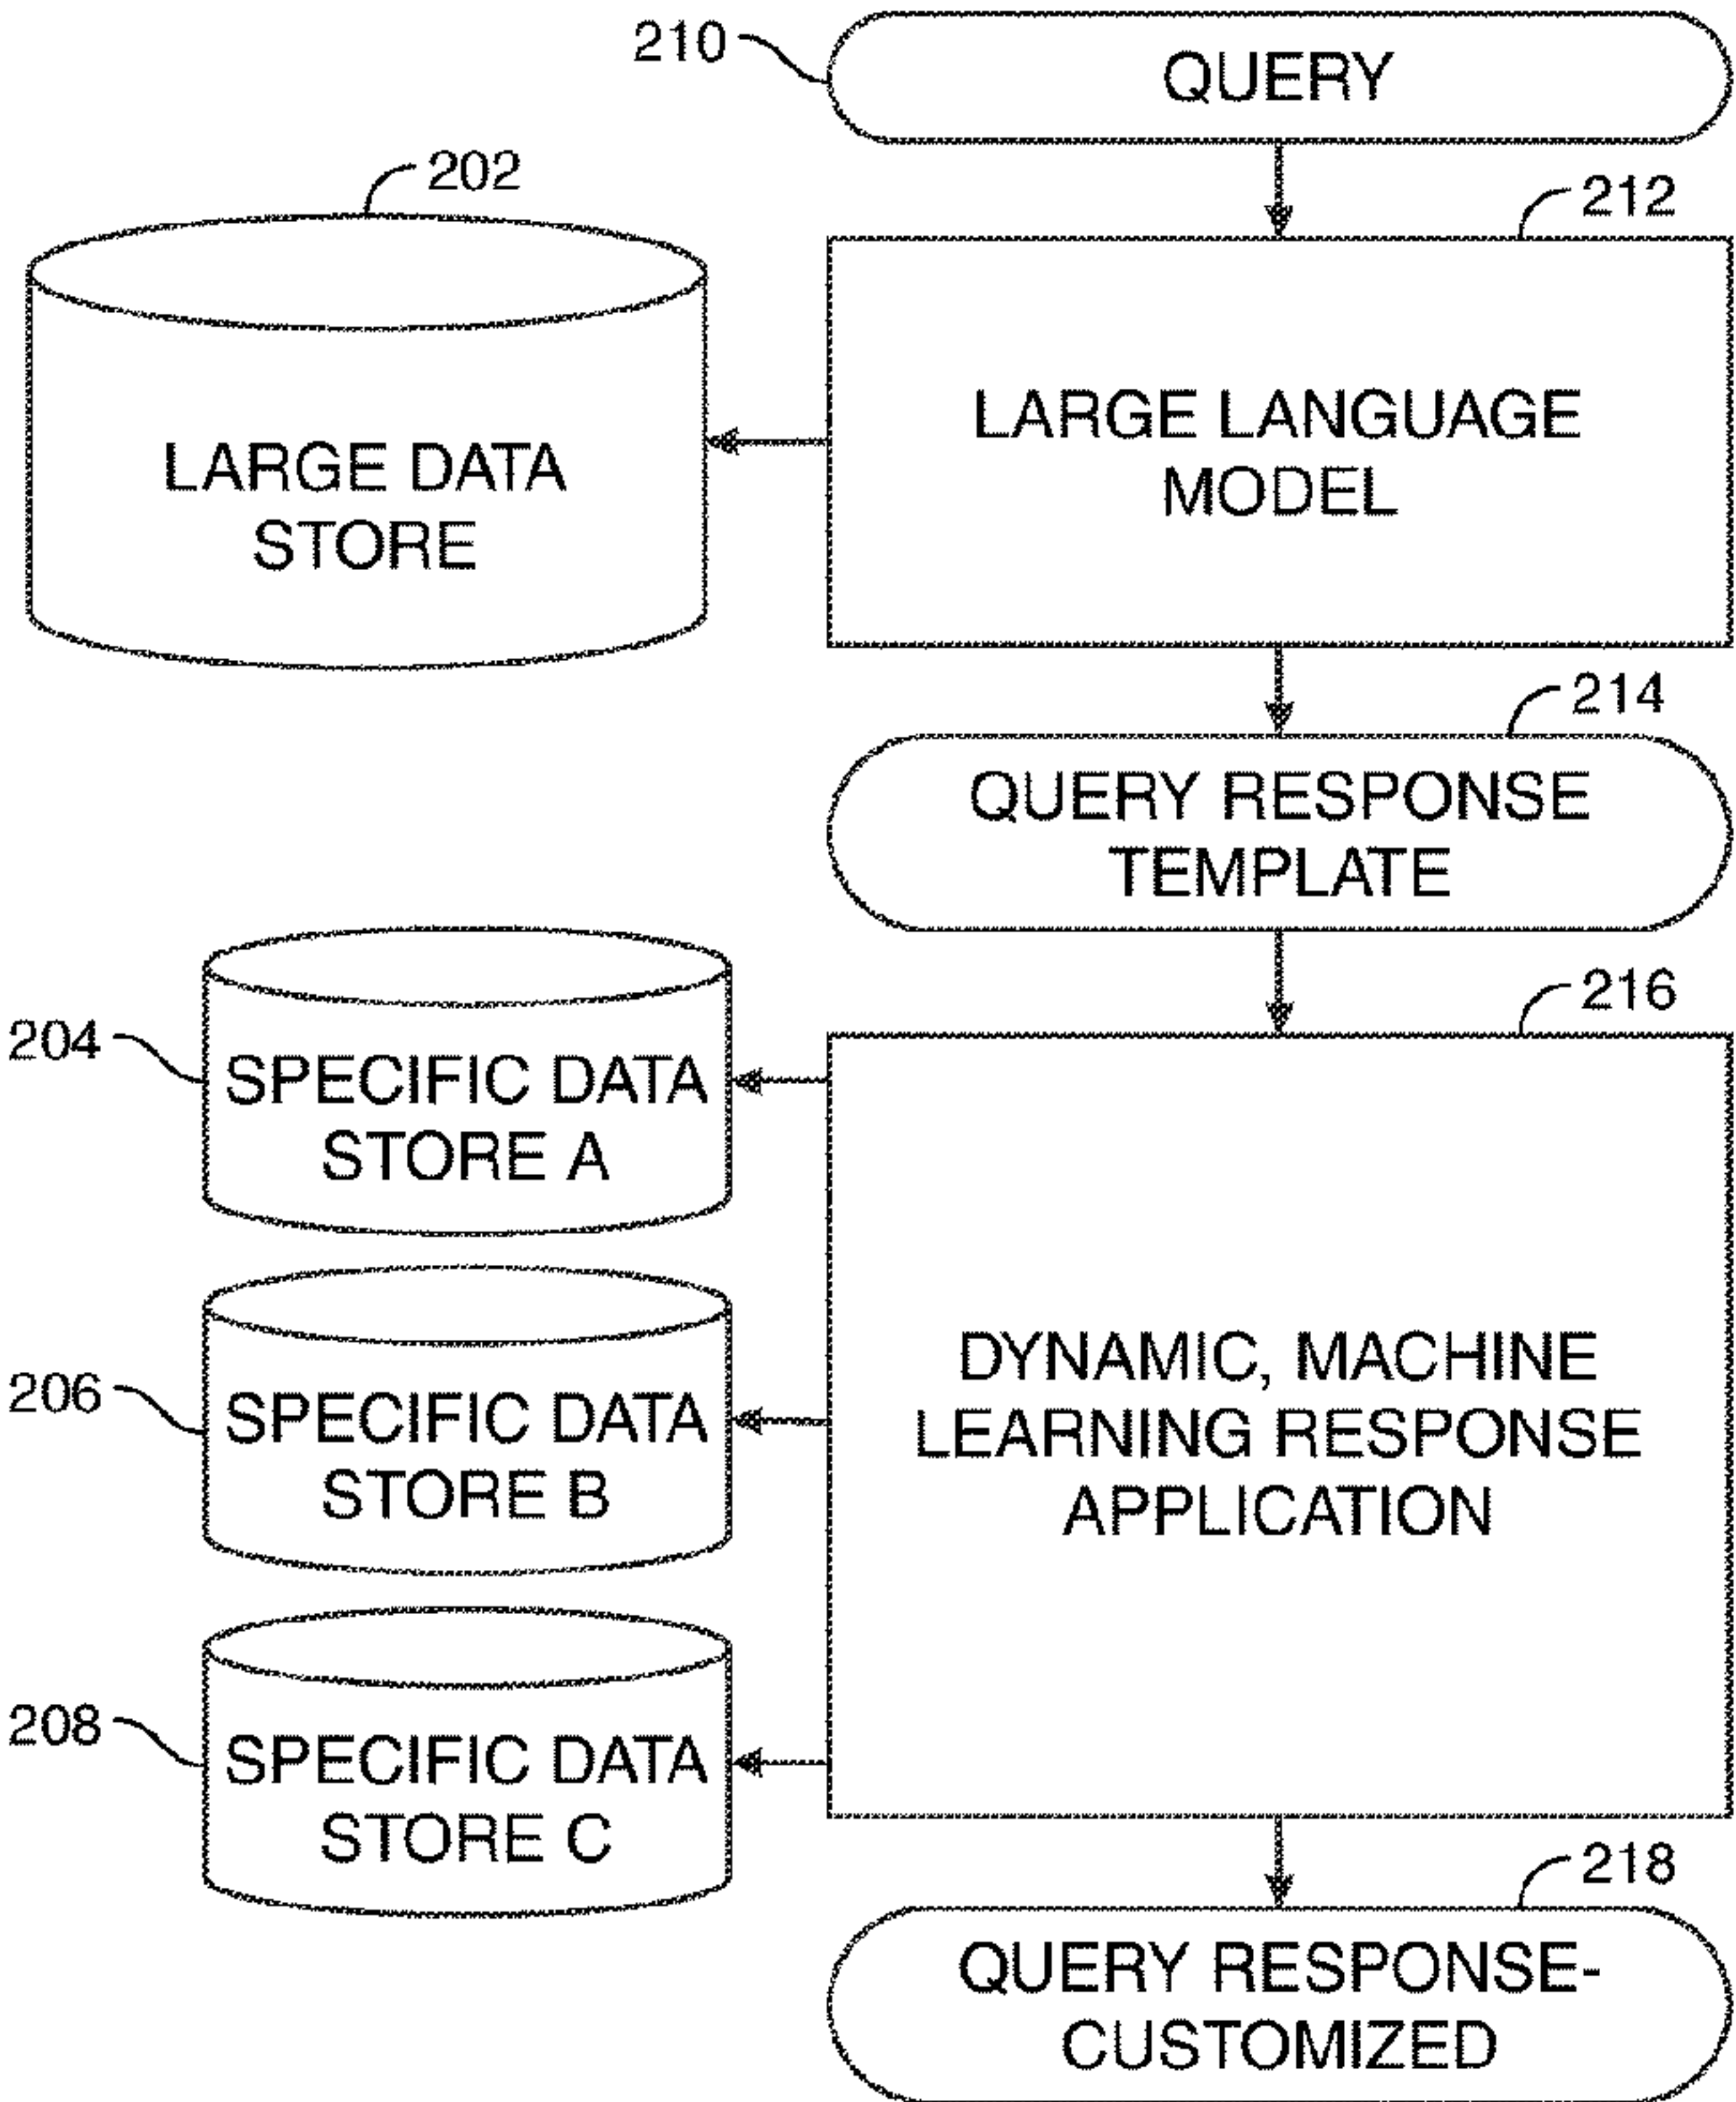 210
QUERY
202
212
LARGE DATA
STORE
LARGE LANGUAGE
MODEL
214
QUERY RESPONSE
TEMPLATE
216
204
SPECIFIC DATA
STORE A
206
SPECIFIC DATA
STORE B
DYNAMIC, MACHINE
LEARNING RESPONSE
APPLICATION
208
SPECIFIC DATA
STORE C
218
QUERY RESPONSE-
CUSTOMIZED